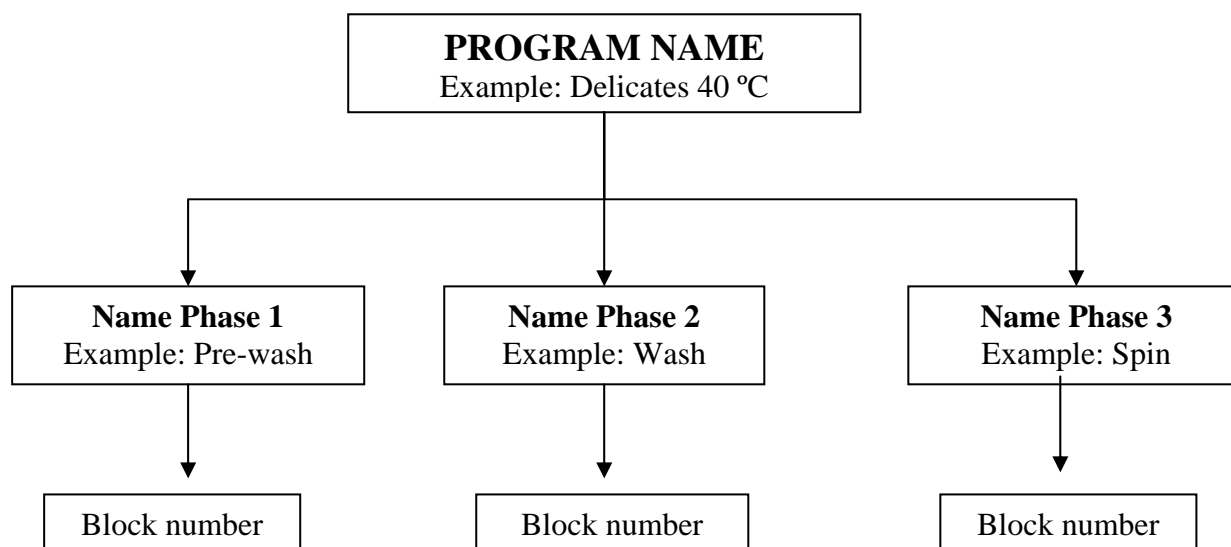 PROGRAM NAME
Example: Delicates 40 ºC
Name Phase 1
Example: Pre-wash
Name Phase 2
Example: Wash
Name Phase 3
Example: Spin
Block number
Block number
Block number